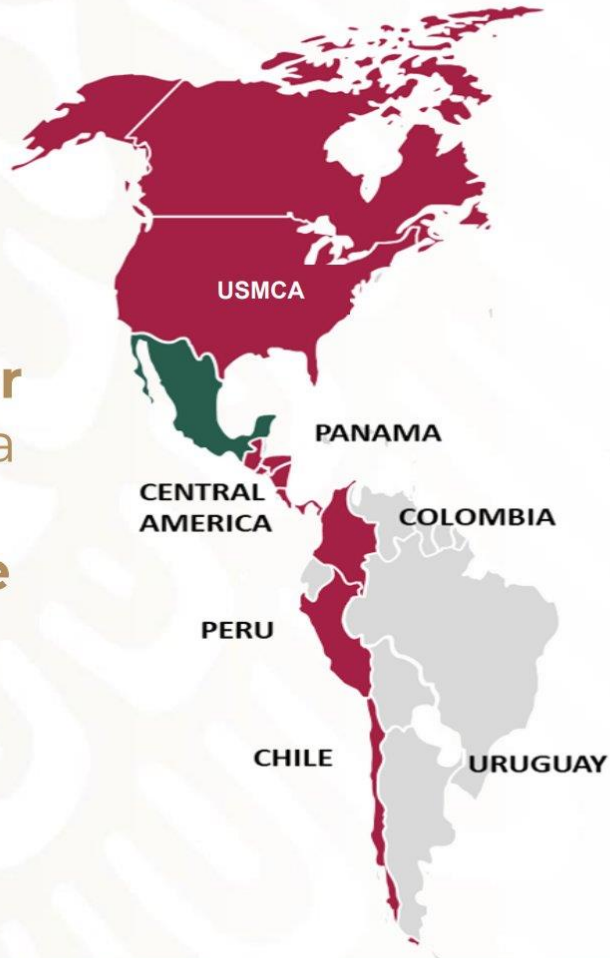 USMCA
r
a
PANAMA
CENTRAL
AMERICA
COLOMBIA
e
PERU
CHILE
URUGUAY